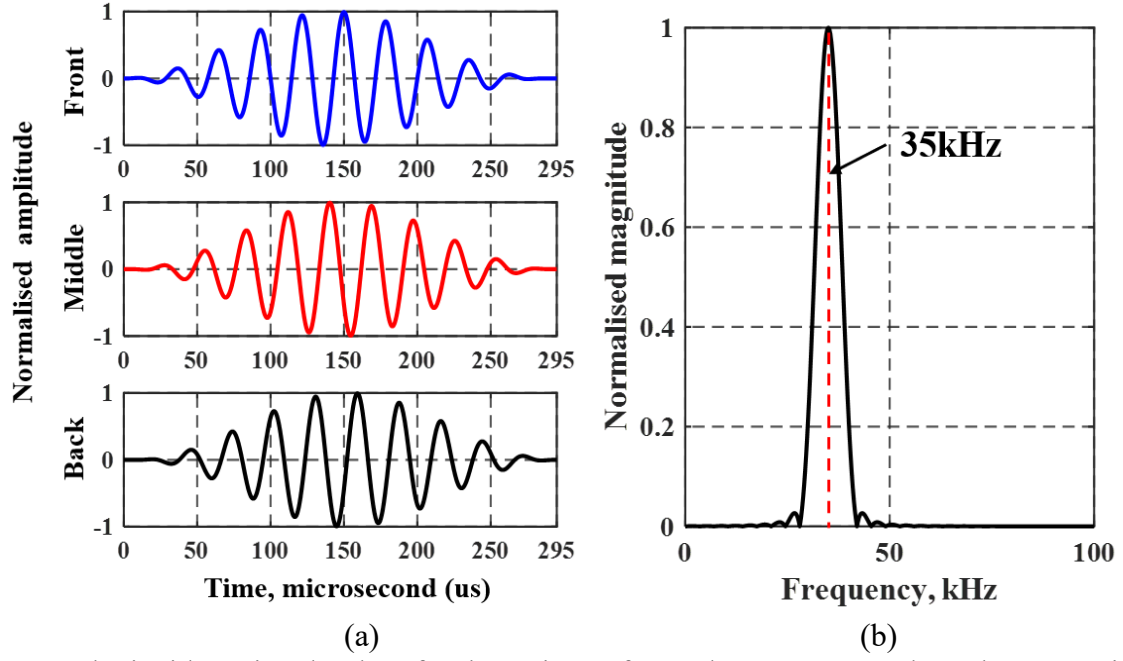 Normalised amplitude
Front
1
0
-1
0 50 100 150 200 250 295
Middle
1
0
-1
0 50 100 150 200 250 295
Back
1
0
-1
0 50 100 150 200 250 295
Time, microsecond (us)
(a)
Normalised magnitude
1
0.8
0.6
0.4
0.2
0
35kHz
0 50 100
Frequency, kHz
(b)